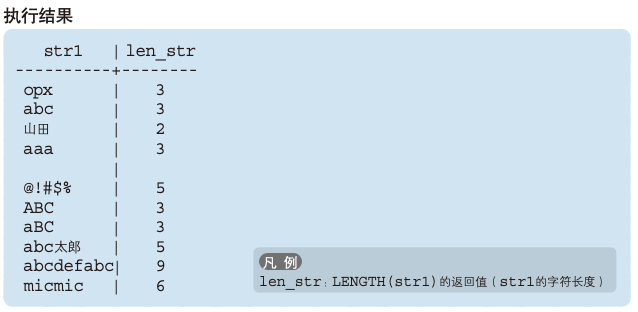 执行结果
str1 | len_str
----------+--------
opx | 3
abc | 3
山田 | 2
aaa | 3
|
@!#$% | 5
ABC | 3
aBC | 3
abc太郎 | 5
abcdefabc| 9
micmic | 6
凡例
len_str：LENGTH(str1)的返回值（str1的字符长度）